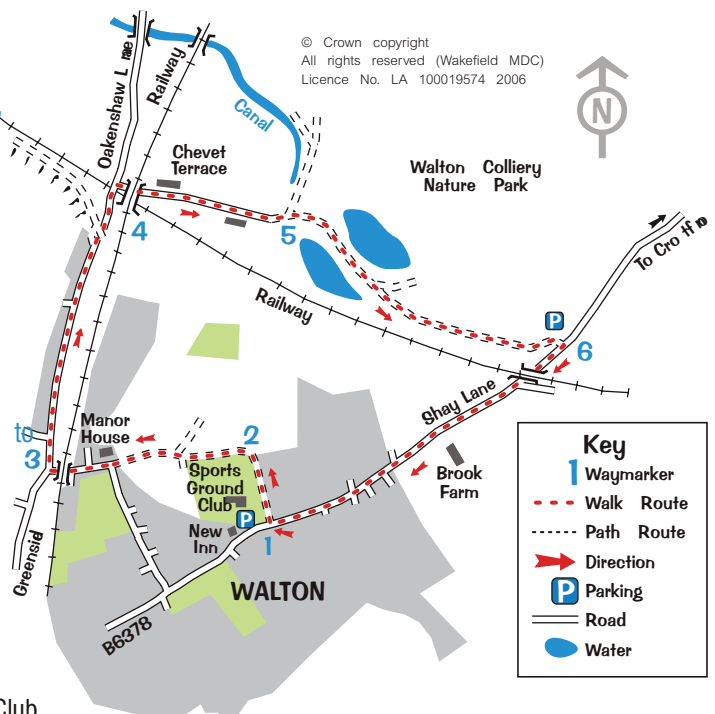 © Crown copyright
All rights reserved (Wakefield MDC)
Licence No. LA 100019574 2006
Oakenshaw L
Railway
Canal
N
Chevet
Terrace
Walton Colliery
Nature Park
4
5
To Cro
Railway
P
6
Shay Lane
to
3
Manor
House
2
Sports
Ground
Club
P
New
Inn
1
Brook
Farm
Greensid
WALTON
B6378
Key
1 Waymarker
Walk Route
Path Route
Direction
P Parking
Road
Water
Club